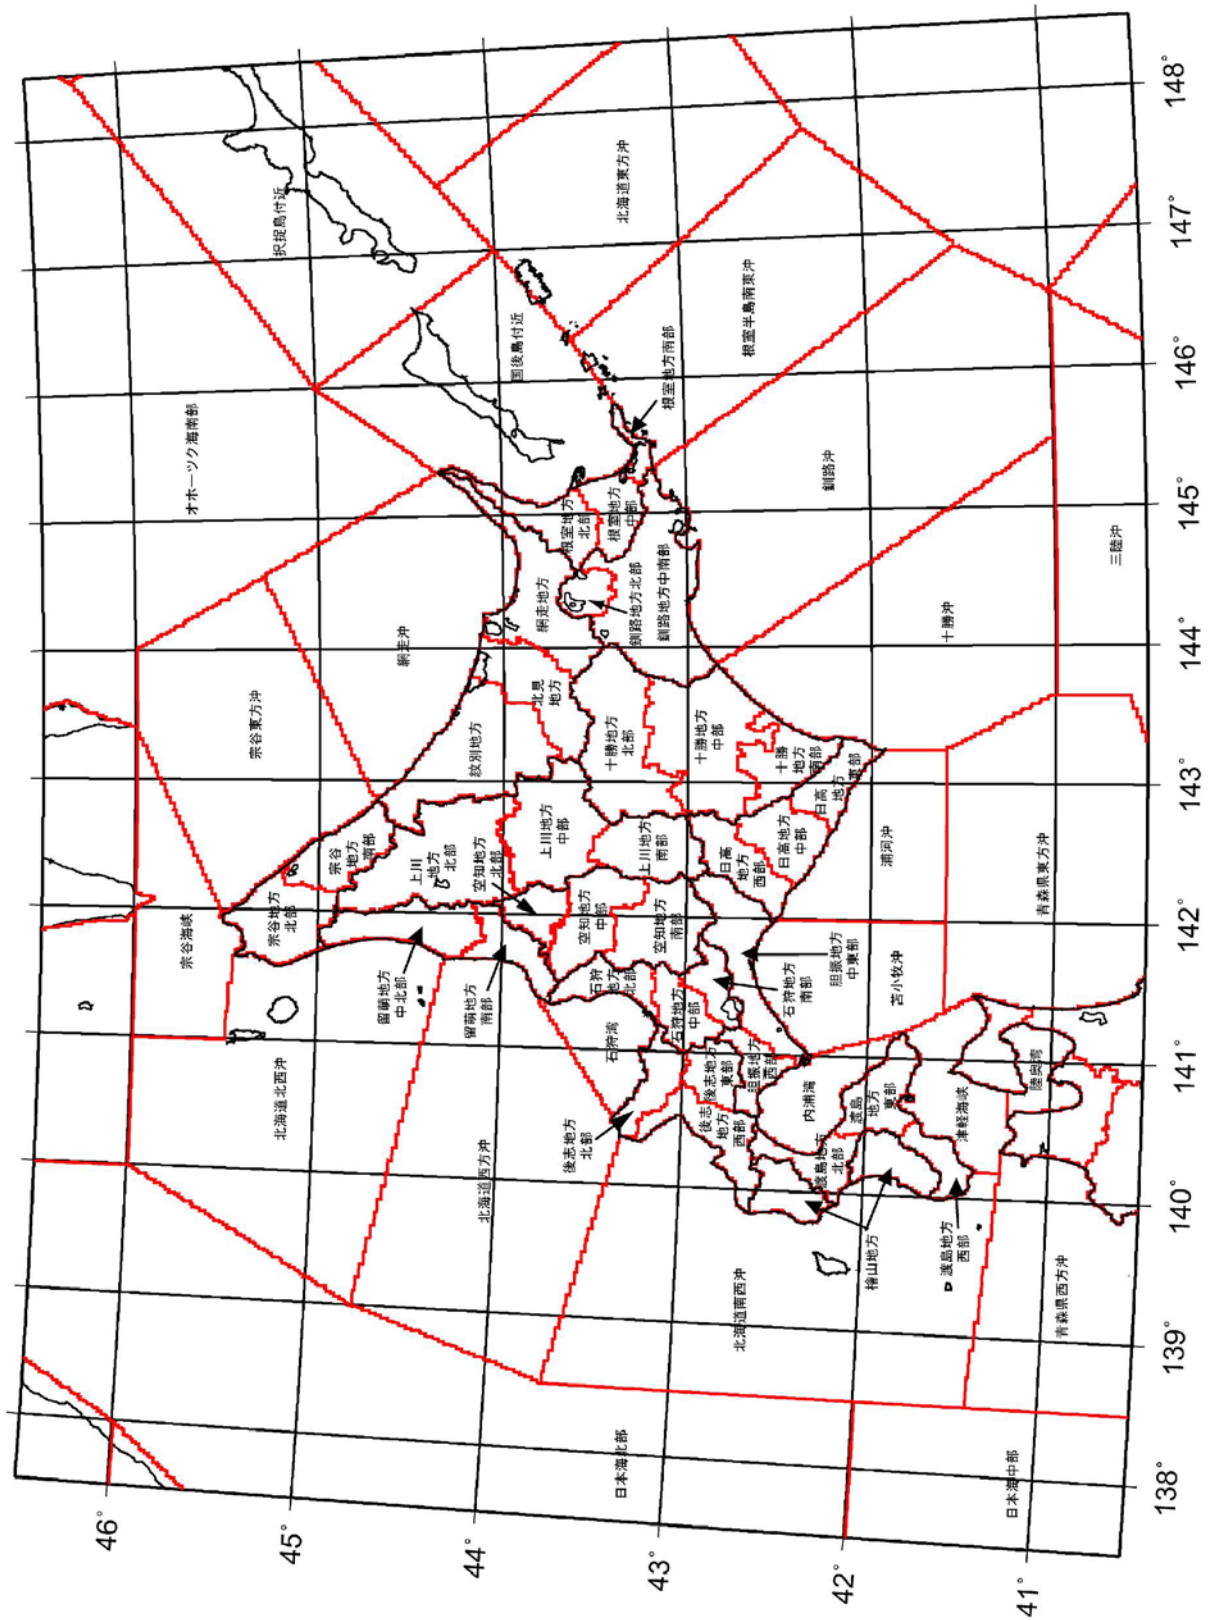 択捉島付近
オホーツク海南部
国後島付近
北海道東方沖
根室半島南東沖
根室地方南部
釧路沖
三陸沖
十勝沖
網走沖
宗谷東方沖
宗谷海峡
北海道北西沖
北海道西方沖
北海道南西沖
日本海北部
日本海中部
青森県西方沖
青森県東方沖
浦河沖
苫小牧沖
津軽海峡
陸奥湾
内浦湾
石狩湾
根室地方
北部
根室地方
中部
釧路地方北部
釧路地方中南部
網走地方
北見
地方
紋別地方
十勝地方
北部
十勝地方
中部
十勝
地方
南部
日高
地方
東部
日高地方
中部
日高
地方
西部
上川地方
中部
上川地方
南部
上川
地方
北部
宗谷
地方
南部
宗谷地方
北部
空知地方
北部
空知地方
中部
空知地方
南部
留萌地方
中北部
留萌地方
南部
石狩
地方
北部
石狩地方
中部
石狩地方
南部
胆振地方
中東部
胆振地方
西部
後志地方
東部
後志
地方
西部
後志地方
北部
渡島
地方
東部
渡島地方
北部
渡島地方
西部
檜山地方
46°
45°
44°
43°
42°
41°
138°
139°
140°
141°
142°
143°
144°
145°
146°
147°
148°